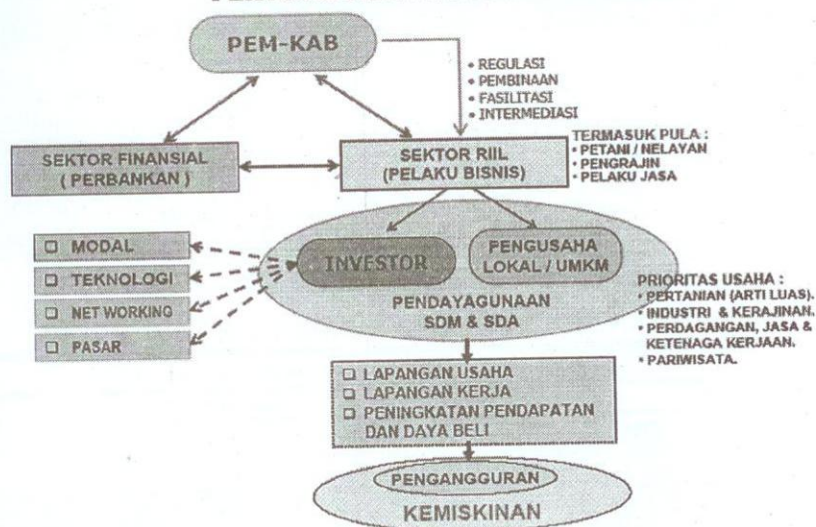 PEM-KAB
• REGULASI
• PEMBINAAN
• FASILITASI
• INTERMEDIASI
SEKTOR FINANSIAL
( PERBANKAN )
SEKTOR RIIL
(PELAKU BISNIS)
TERMASUK PULA :
• PETANI / NELAYAN
• PENGRAJIN
• PELAKU JASA
❑ MODAL
❑ TEKNOLOGI
❑ NET WORKING
❑ PASAR
INVESTOR
PENGUSAHA
LOKAL / UMKM
PENDAYAGUNAAN
SDM & SDA
PRIORITAS USAHA :
• PERTANIAN (ARTI LUAS).
• INDUSTRI & KERAJINAN.
• PERDAGANGAN, JASA &
KETENAGA KERJAAN.
• PARIWISATA.
❑ LAPANGAN USAHA
❑ LAPANGAN KERJA
❑ PENINGKATAN PENDAPATAN
DAN DAYA BELI
PENGANGGURAN
KEMISKINAN